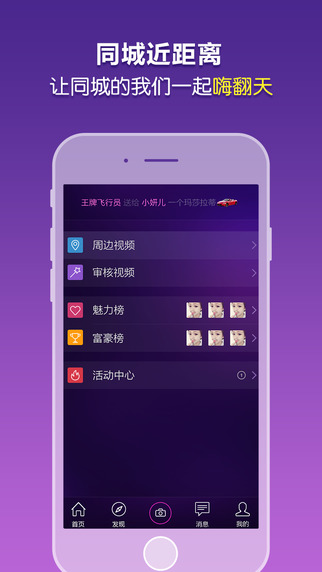 同城近距离
让同城的我们一起嗨翻天
王牌飞行员 送给 小妍儿 一个玛莎拉蒂
周边视频
审核视频
魅力榜
富豪榜
活动中心
首页 发现 消息 我的